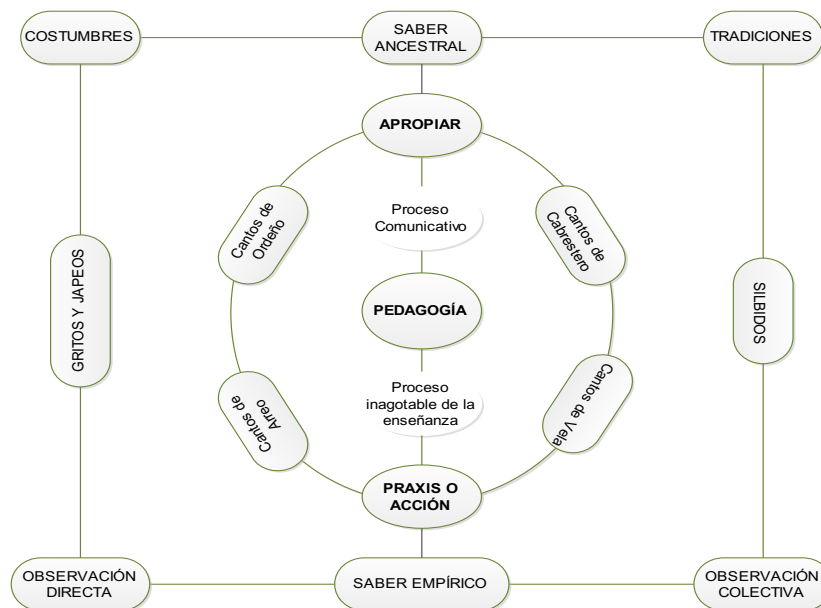 COSTUMBRES
SABER
ANCESTRAL
TRADICIONES
APROPIAR
Cantos de
Ordeño
Proceso
Comunicativo
Cantos de
Cabrestero
GRITOS Y JAPEOS
PEDAGOGÍA
SILBIDOS
Cantos de
Arreo
Proceso
inagotable de la
enseñanza
Cantos de Vela
PRAXIS O
ACCIÓN
OBSERVACIÓN
DIRECTA
SABER EMPÍRICO
OBSERVACIÓN
COLECTIVA